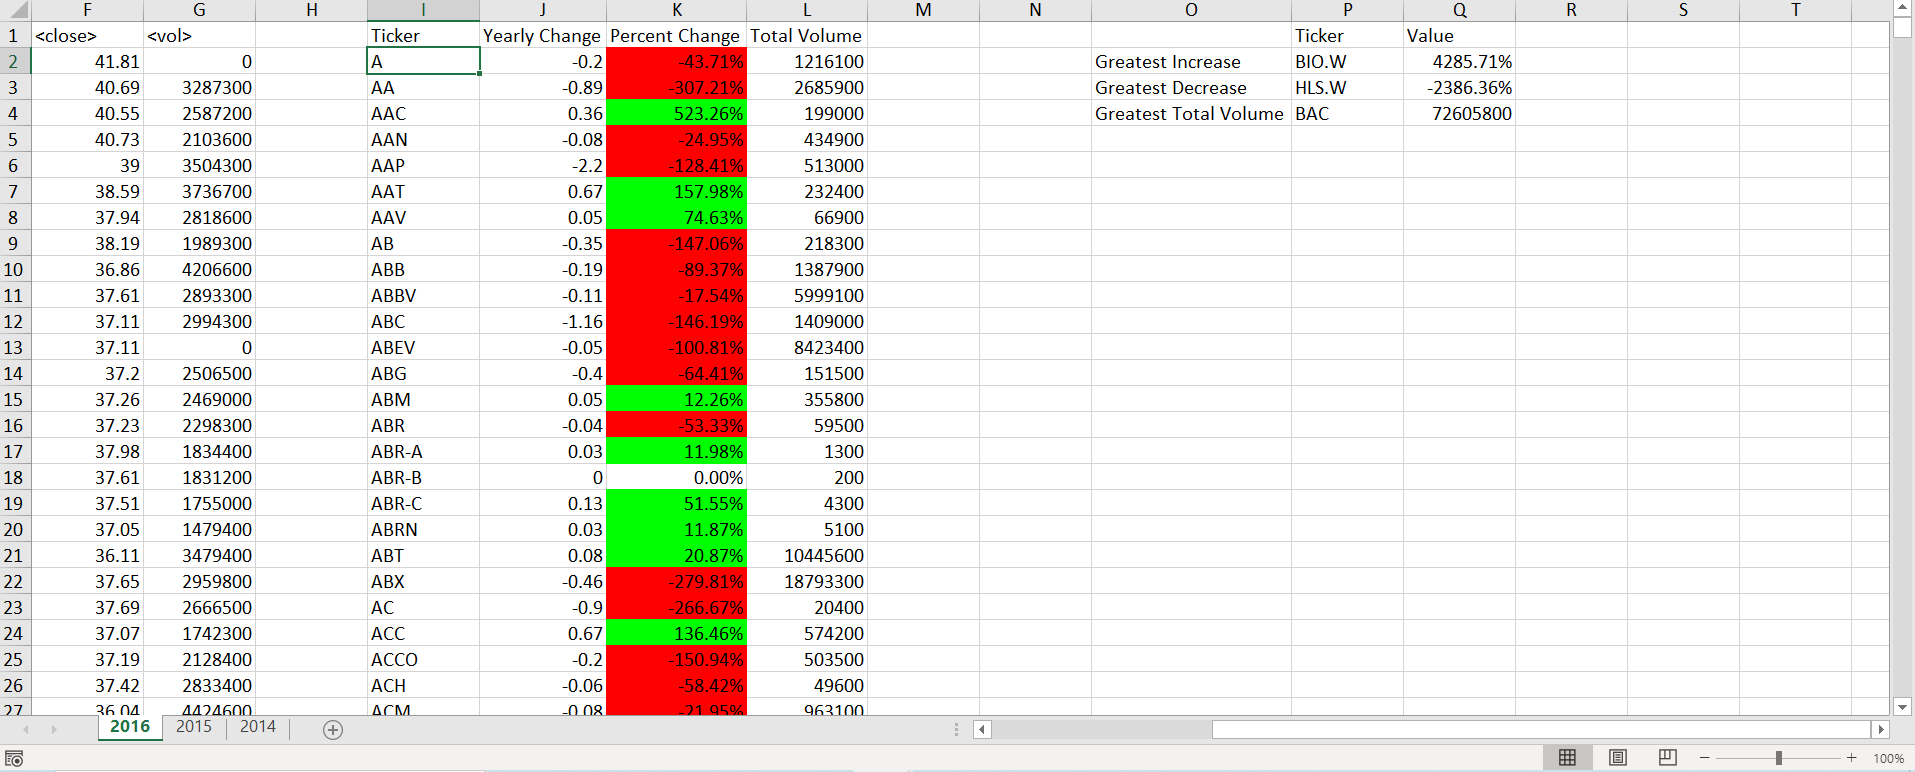 F G H I J K L M N O P Q R S T
1 <close> <vol> Ticker Yearly Change Percent Change Total Volume Ticker Value
2 41.81 0 A -0.2 -43.71% 1216100 Greatest Increase BIO.W 4285.71%
3 40.69 3287300 AA -0.89 -307.21% 2685900 Greatest Decrease HLS.W -2386.36%
4 40.55 2587200 AAC 0.36 523.26% 199000 Greatest Total Volume BAC 72605800
5 40.73 2103600 AAN -0.08 -24.95% 434900
6 39 3504300 AAP -2.2 -128.41% 513000
7 38.59 3736700 AAT 0.67 157.98% 232400
8 37.94 2818600 AAV 0.05 74.63% 66900
9 38.19 1989300 AB -0.35 -147.06% 218300
10 36.86 4206600 ABB -0.19 -89.37% 1387900
11 37.61 2893300 ABBV -0.11 -17.54% 5999100
12 37.11 2994300 ABC -1.16 -146.19% 1409000
13 37.11 0 ABEV -0.05 -100.81% 8423400
14 37.2 2506500 ABG -0.4 -64.41% 151500
15 37.26 2469000 ABM 0.05 12.26% 355800
16 37.23 2298300 ABR -0.04 -53.33% 59500
17 37.98 1834400 ABR-A 0.03 11.98% 1300
18 37.61 1831200 ABR-B 0 0.00% 200
19 37.51 1755000 ABR-C 0.13 51.55% 4300
20 37.05 1479400 ABRN 0.03 11.87% 5100
21 36.11 3479400 ABT 0.08 20.87% 10445600
22 37.65 2959800 ABX -0.46 -279.81% 18793300
23 37.69 2666500 AC -0.9 -266.67% 20400
24 37.07 1742300 ACC 0.67 136.46% 574200
25 37.19 2128400 ACCO -0.2 -150.94% 503500
26 37.42 2833400 ACH -0.06 -58.42% 49600
27 36.04 4424600 ACM -0.08 -21.95% 963100
2016 2015 2014
100%